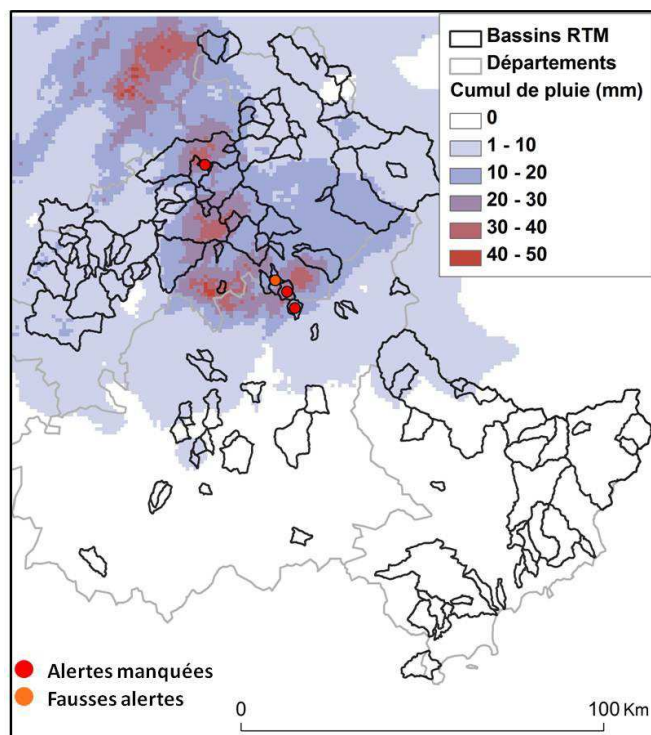 Bassins RTM
Départements
Cumul de pluie (mm)
0
1 - 10
10 - 20
20 - 30
30 - 40
40 - 50
Alertes manquées
Fausses alertes
0
100 Km